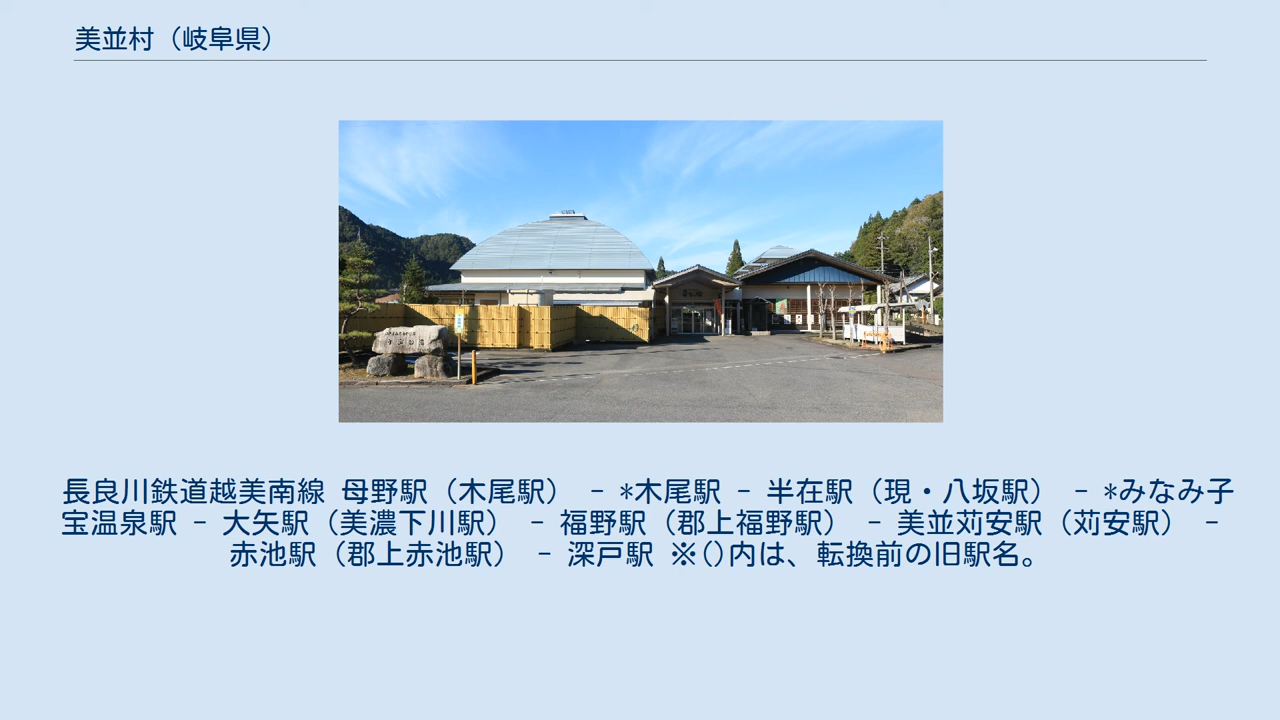 美並村（岐阜県）
長良川鉄道越美南線 母野駅（木尾駅） - *木尾駅 - 半在駅（現・八坂駅） - *みなみ子
宝温泉駅 - 大矢駅（美濃下川駅） - 福野駅（郡上福野駅） - 美並苅安駅（苅安駅） -
赤池駅（郡上赤池駅） - 深戸駅 ※()内は、転換前の旧駅名。